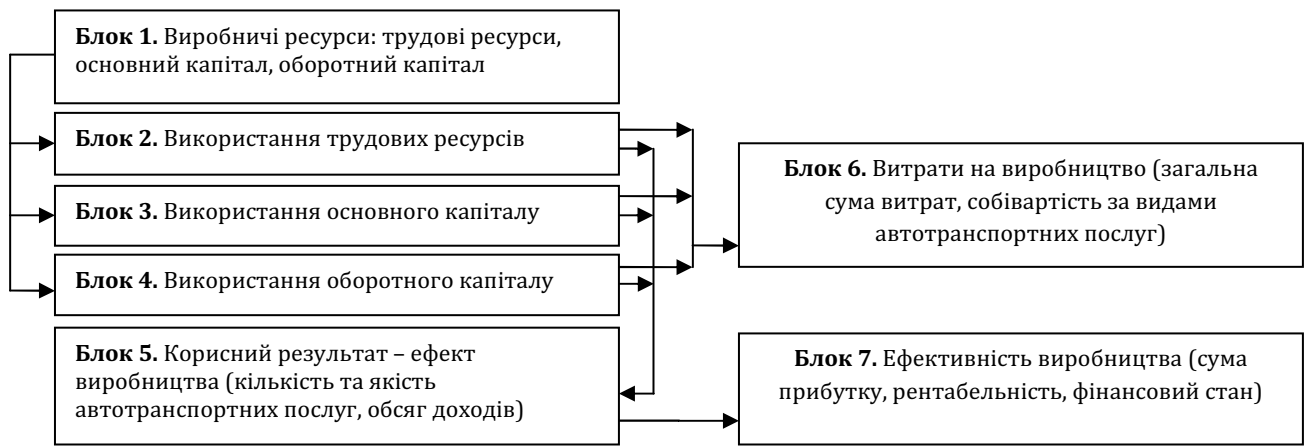 Блок 1. Виробничі ресурси: трудові ресурси,
основний капітал, оборотний капітал
Блок 2. Використання трудових ресурсів
Блок 3. Використання основного капіталу
Блок 4. Використання оборотного капіталу
Блок 5. Корисний результат – ефект
виробництва (кількість та якість
автотранспортних послуг, обсяг доходів)
Блок 6. Витрати на виробництво (загальна
сума витрат, собівартість за видами
автотранспортних послуг)
Блок 7. Ефективність виробництва (сума
прибутку, рентабельність, фінансовий стан)